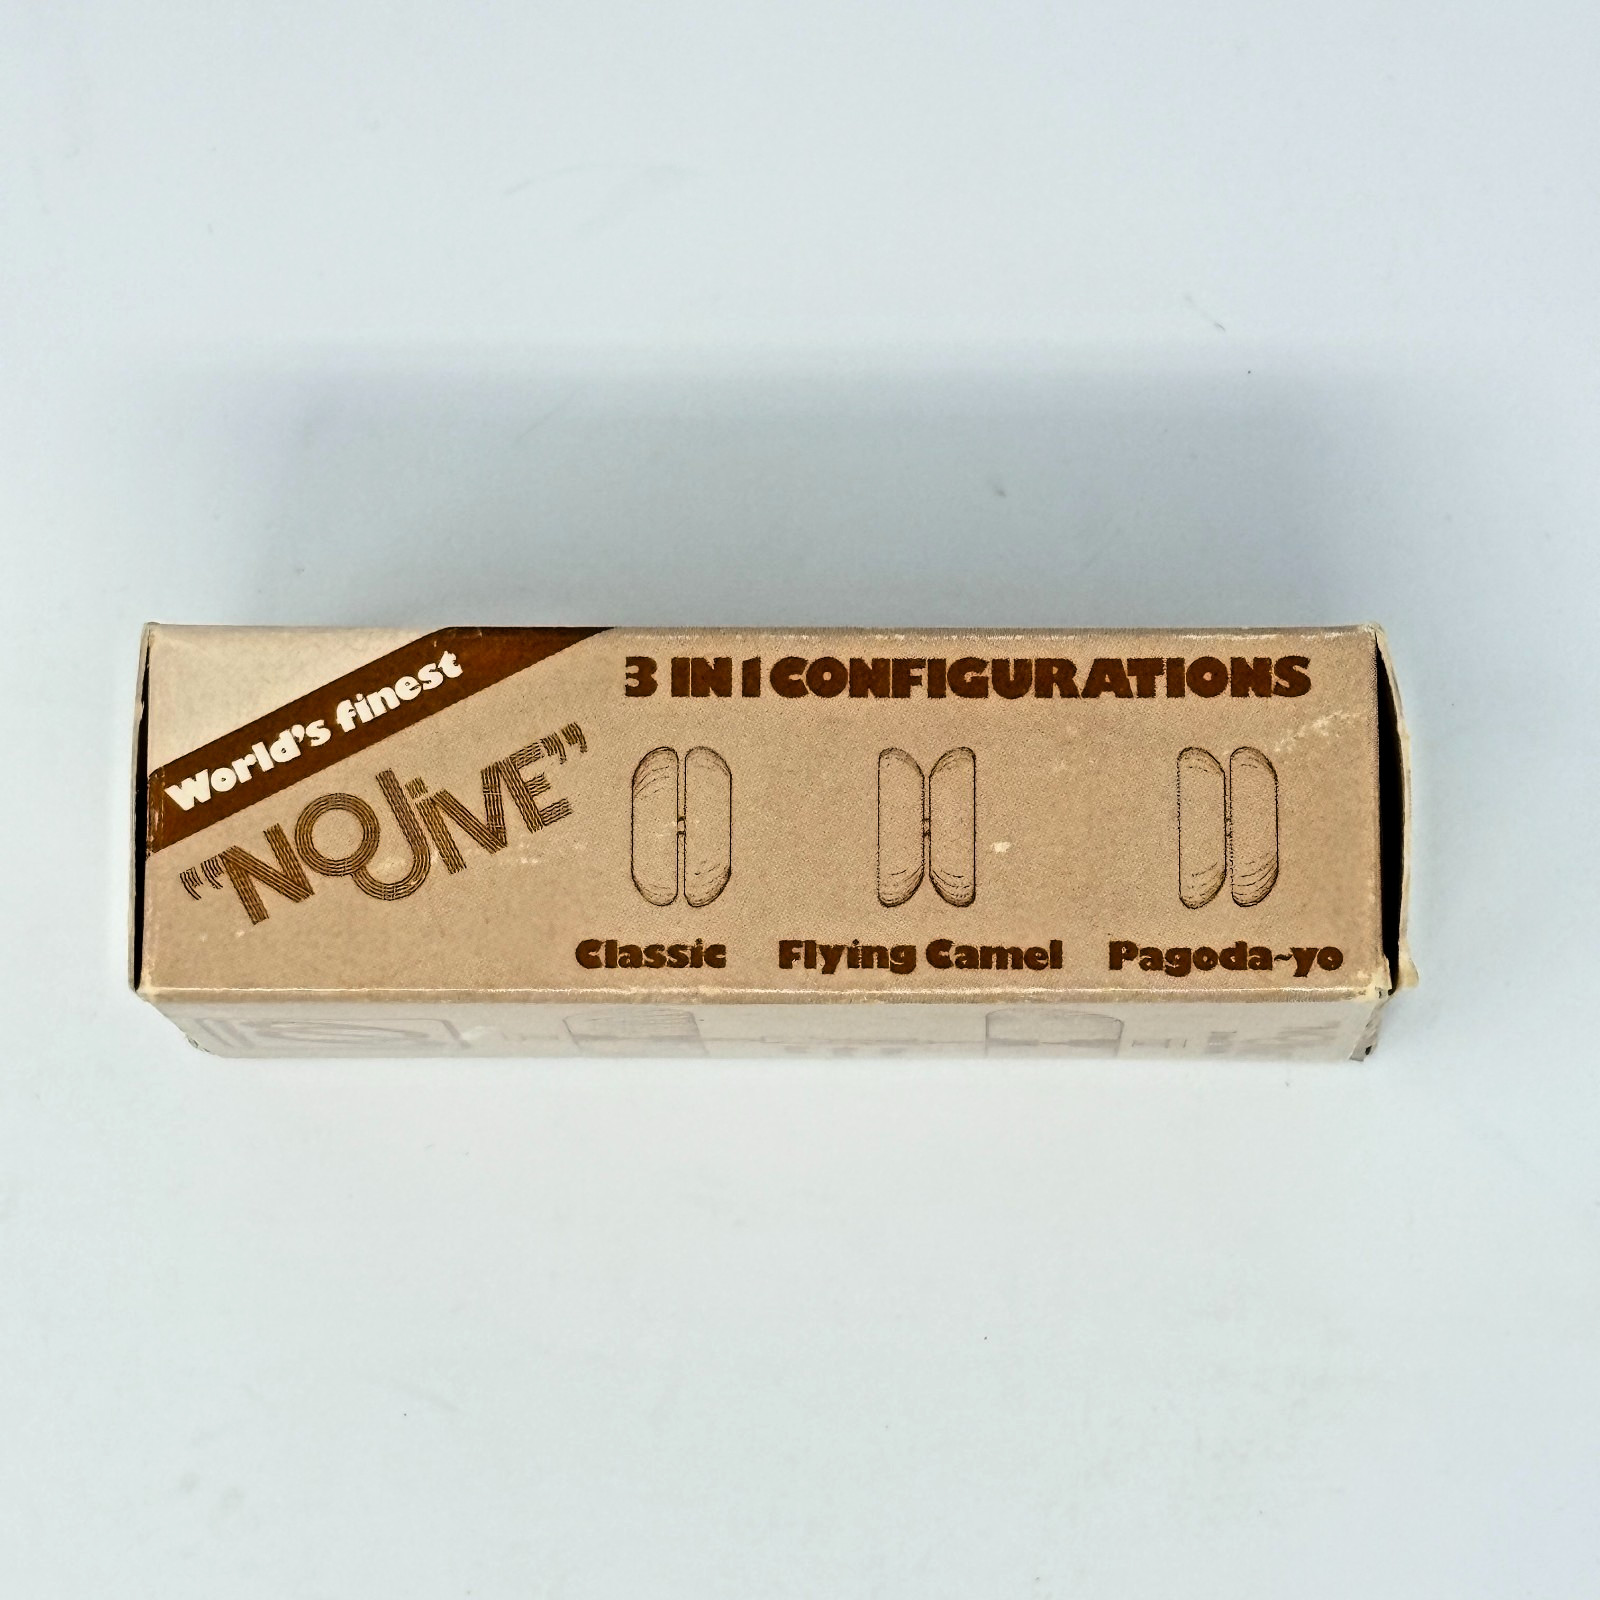 World's finest
"NO JiVE"
3 IN 1 CONFIGURATIONS
Classic
Flying Camel
Pagoda~yo